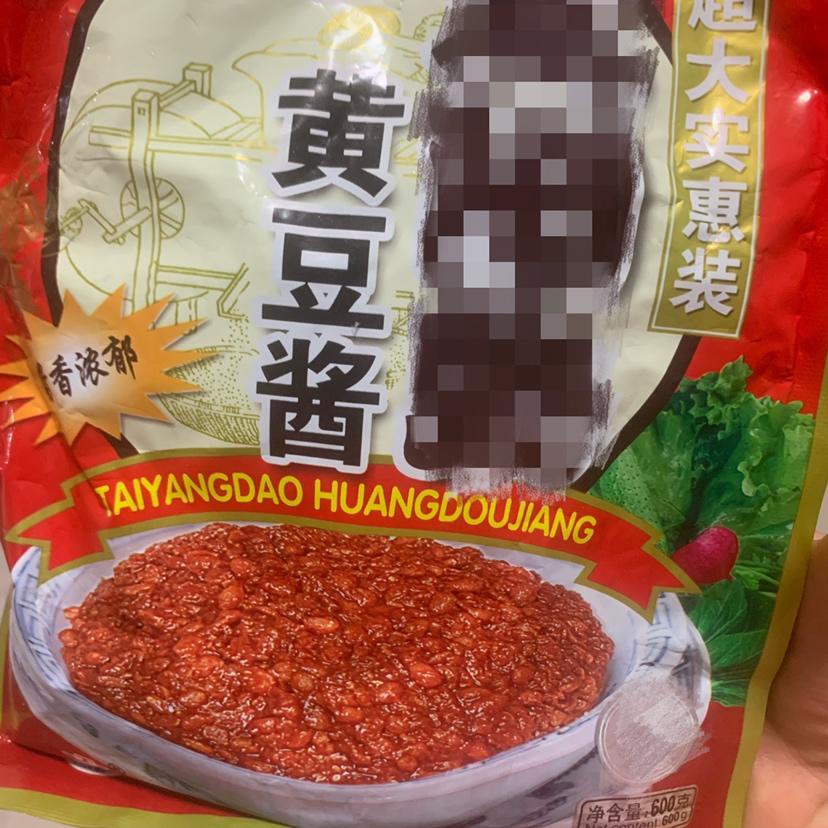 超大实惠装
黄豆酱
香浓郁
TAIYANGDAO HUANGDOUJIANG
净含量:600克
Net content:600g